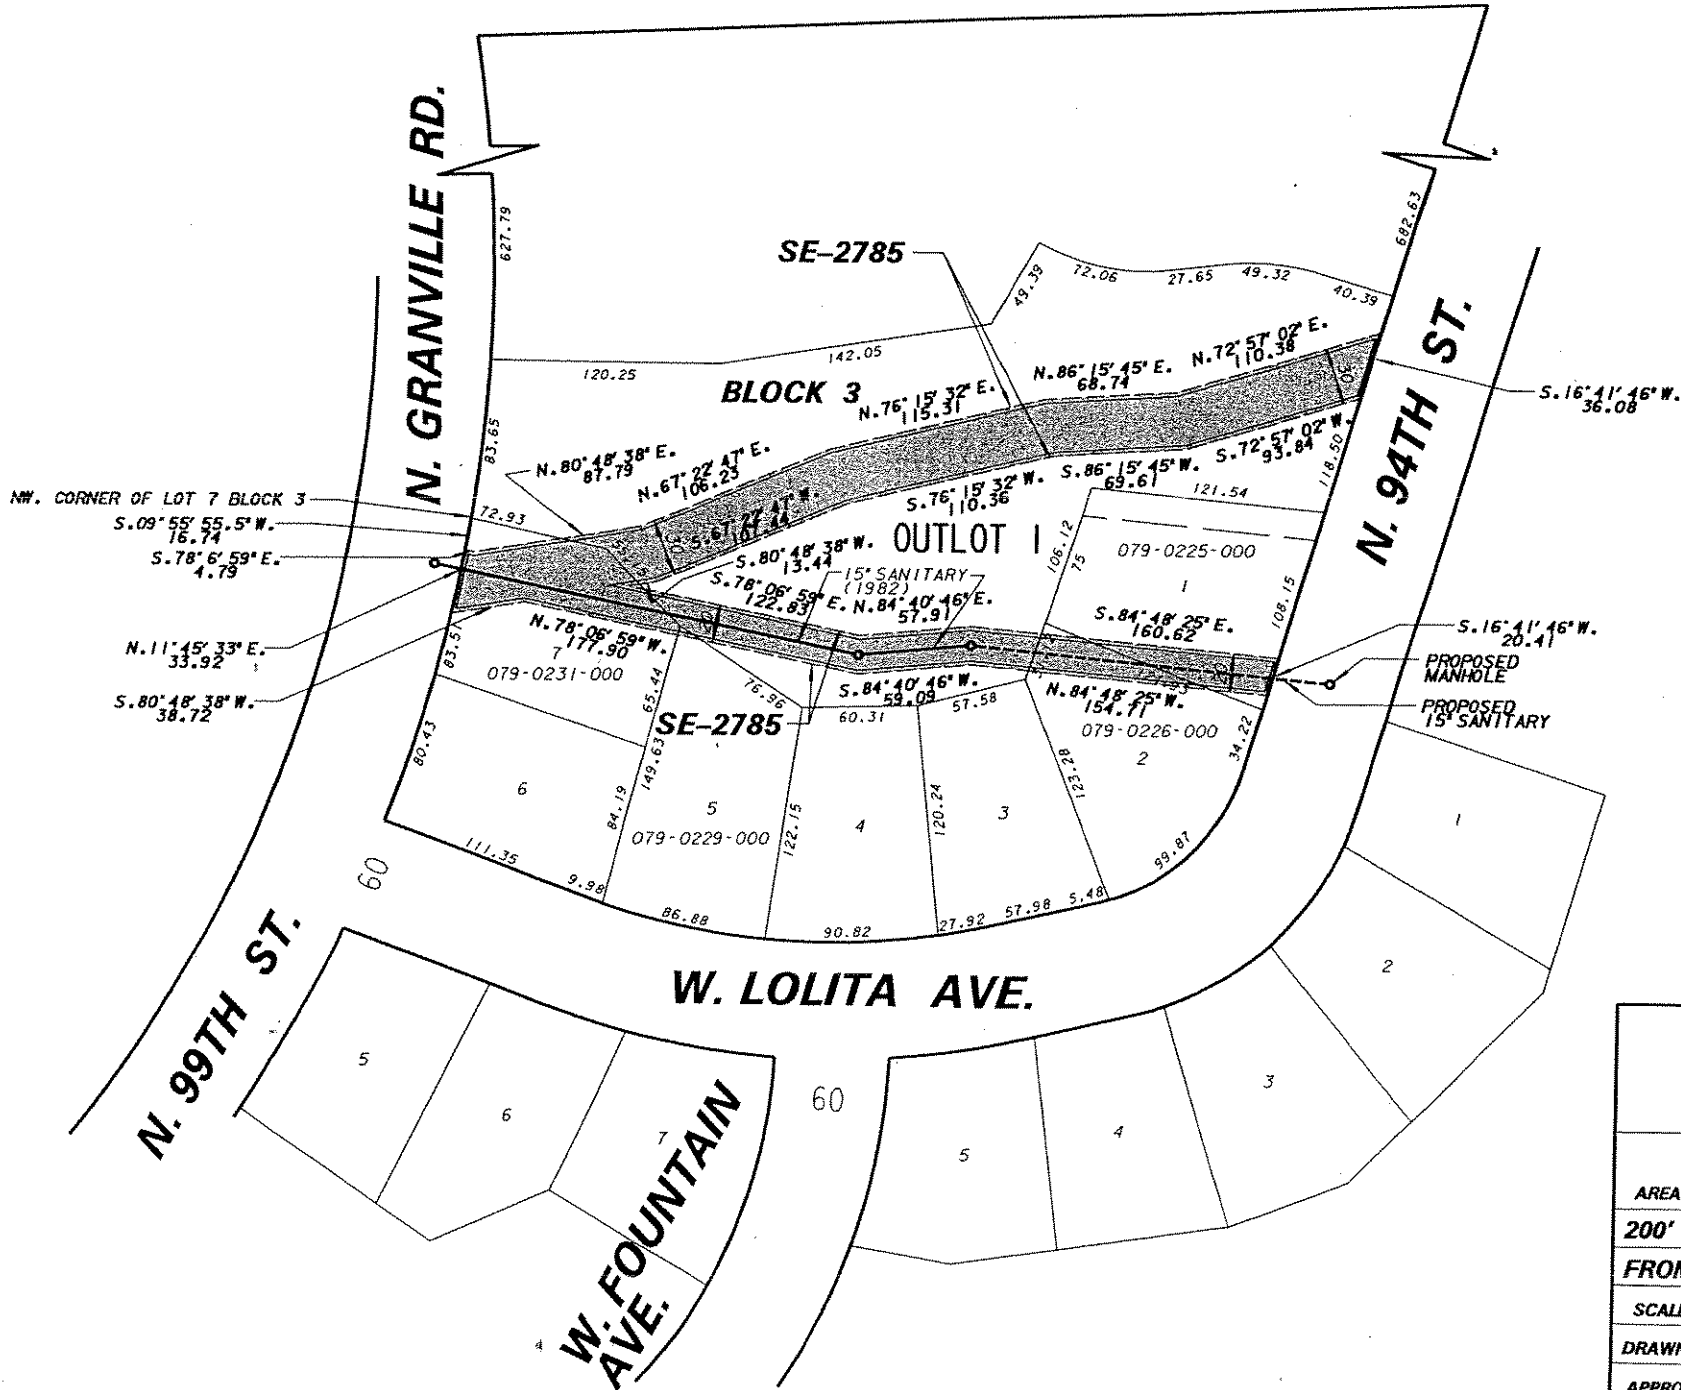 N. GRANVILLE RD.
627.79
682.63
SE-2785
49.39
72.06
27.65
49.32
40.39
120.25
142.05
BLOCK 3
N.76°15'32"E.
115.31
N.86°15'45"E.
68.74
N.72°57'02"E.
110.38
30
S.16°41'46"W.
36.08
N. 94TH ST.
83.65
N.80°48'38"E.
87.79
N.67°22'47"E.
106.23
NW. CORNER OF LOT 7 BLOCK 3
S.09°55'55.5"W.
16.74
S.78°6'59"E.
4.79
72.93
S.76°15'32"W.
110.36
S.86°15'45"W.
69.61
S.72°57'02"W.
93.84
118.50
121.54
OUTLOT 1
106.12
75
079-0225-000
1
S.80°48'38"W.
13.44
S.78°06'59"E.
122.83
15" SANITARY
(1982)
N.84°40'46"E.
57.91
S.84°48'25"E.
160.62
108.15
S.16°41'46"W.
20.41
PROPOSED
MANHOLE
PROPOSED
15" SANITARY
N.11°45'33"E.
33.92
S.80°48'38"W.
38.72
83.51
N.78°06'59"W.
177.90
7
079-0231-000
65.44
76.96
20
S.84°40'46"W.
59.09
N.84°48'25"W.
154.71
20
SE-2785
60.31
57.58
079-0226-000
2
34.22
80.43
6
149.63
84.19
5
079-0229-000
122.15
4
120.24
3
123.28
99.87
111.35
9.98
86.88
90.82
27.92
57.98
5.48
60
1
2
W. LOLITA AVE.
N. 99TH ST.
5
6
7
60
W. FOUNTAIN
AVE.
5
4
3
AREA
200'
FROM
SCAL
DRAWN
APPRO